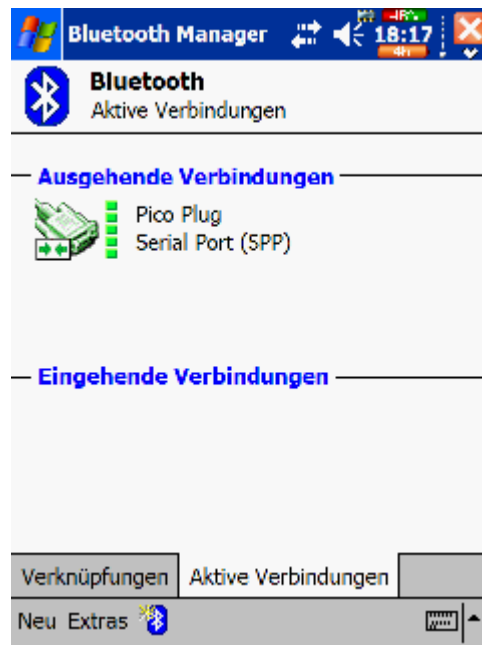 Bluetooth Manager 18:17
Bluetooth
Aktive Verbindungen
Ausgehende Verbindungen
Pico Plug
Serial Port (SPP)
Eingehende Verbindungen
Verknüpfungen Aktive Verbindungen
Neu Extras